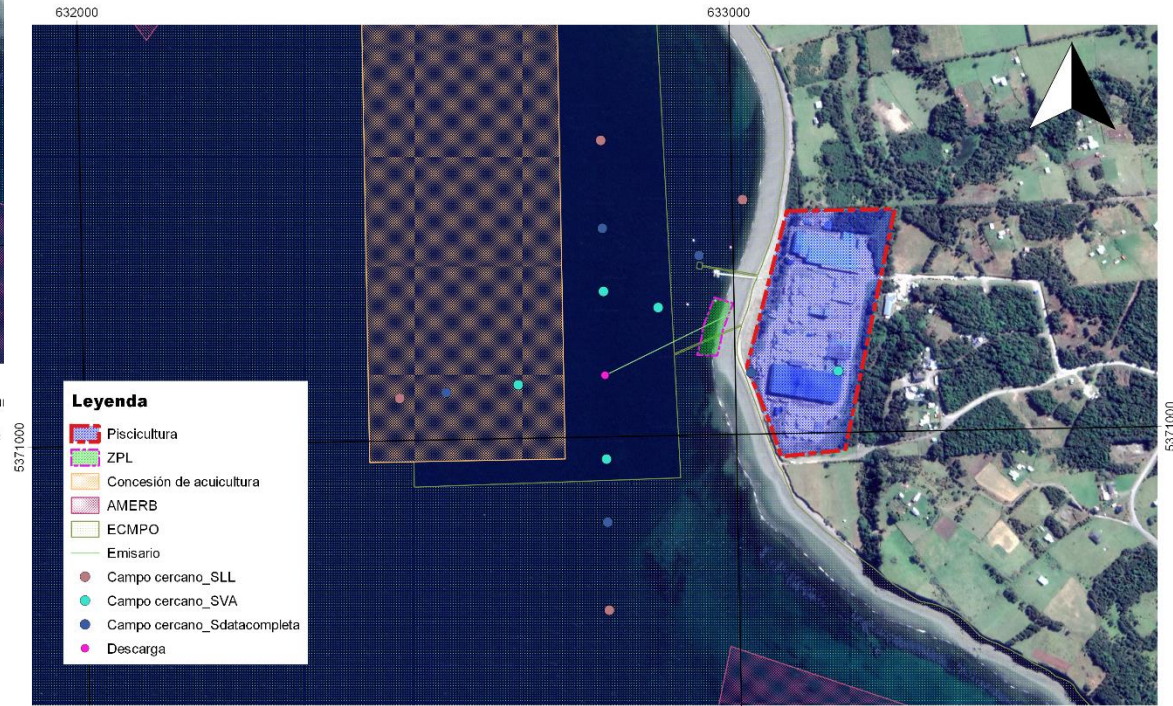 632000
633000
5371000
5371000
Leyenda
Piscicultura
ZPL
Concesión de acuicultura
AMERB
ECMPO
Emisario
Campo cercano_SLL
Campo cercano_SVA
Campo cercano_Sdatacompleta
Descarga